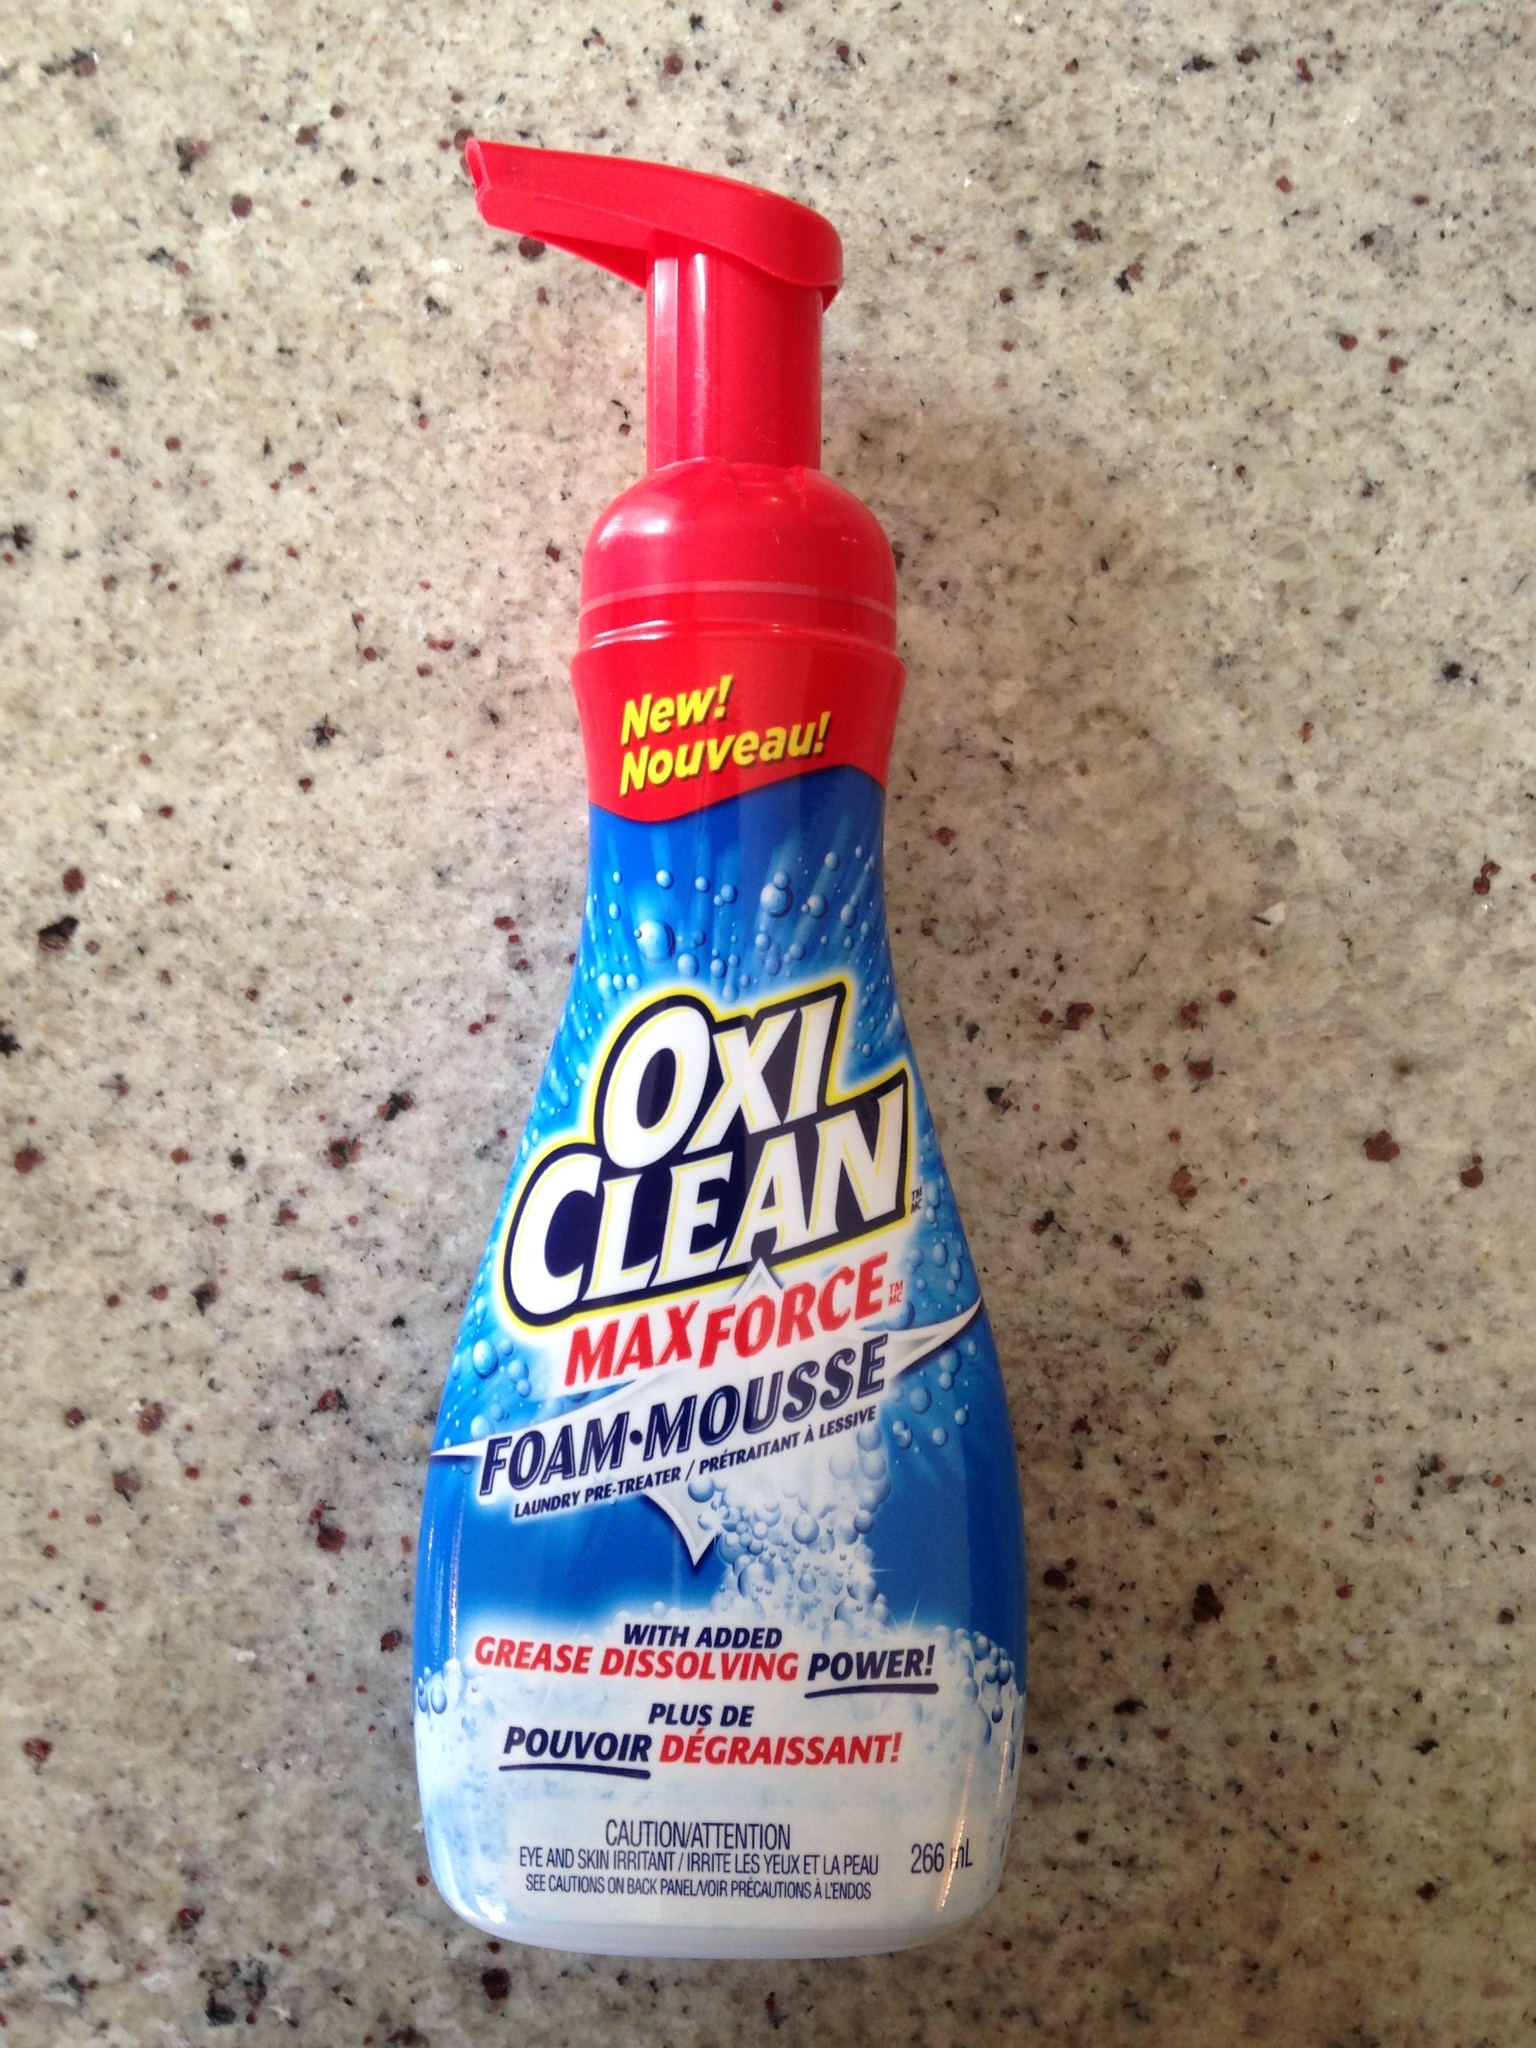 New!
Nouveau!
OXI
CLEAN TM MC
MAX FORCE TM MC
FOAM•MOUSSE
LAUNDRY PRE-TREATER / PRÉTRAITANT À LESSIVE
WITH ADDED
GREASE DISSOLVING POWER!
PLUS DE
POUVOIR DÉGRAISSANT!
CAUTION/ATTENTION
EYE AND SKIN IRRITANT / IRRITE LES YEUX ET LA PEAU
SEE CAUTIONS ON BACK PANEL/VOIR PRÉCAUTIONS À L'ENDOS
266 mL